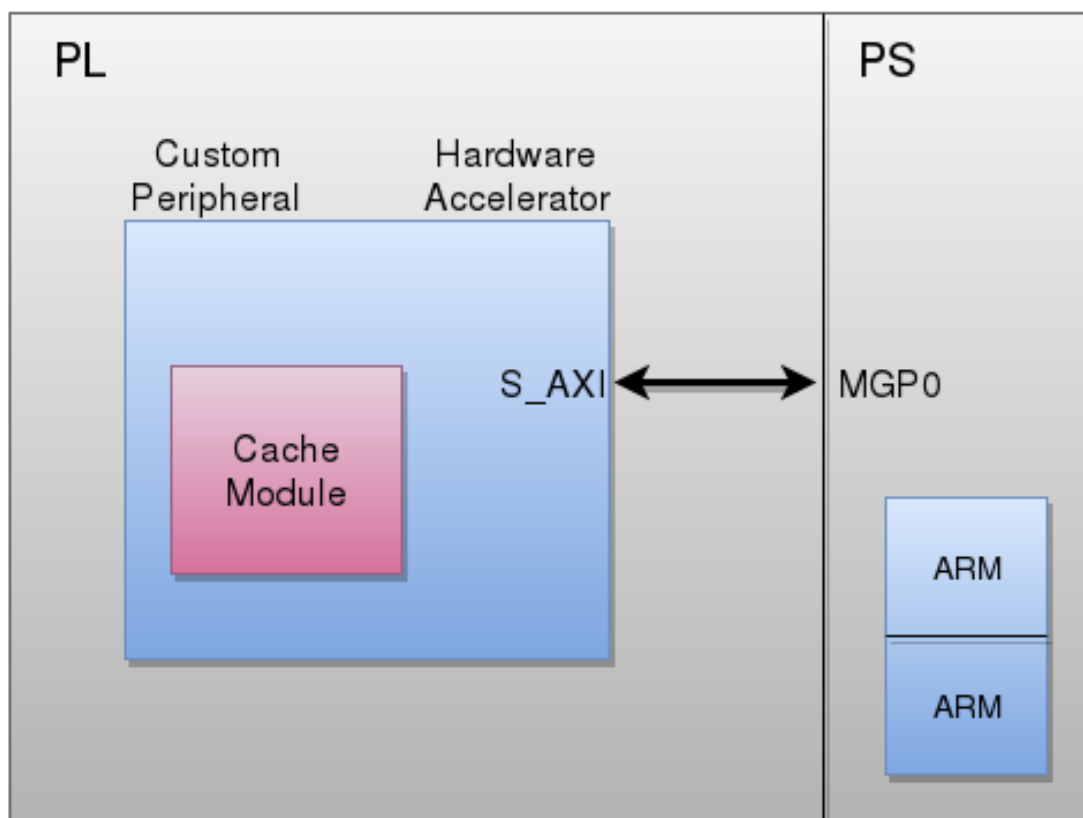 PL
PS
Custom
Peripheral
Hardware
Accelerator
S_AXI
MGP0
Cache
Module
ARM
ARM